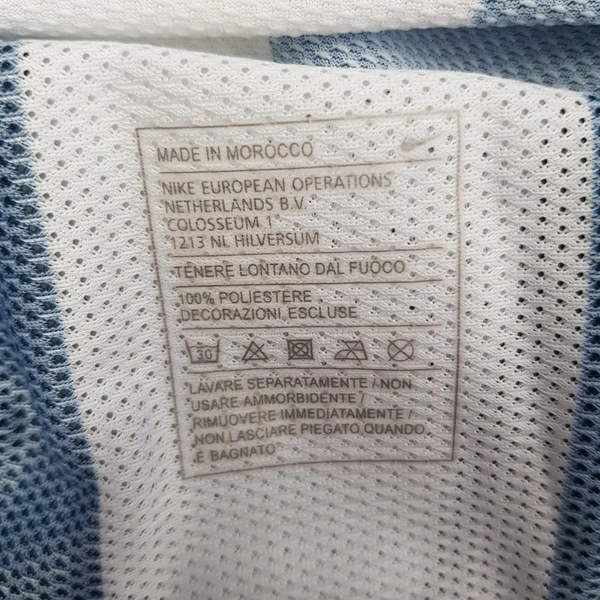 MADE IN MOROCCO
NIKE EUROPEAN OPERATIONS
NETHERLANDS B.V.
COLOSSEUM 1
1213 NL HILVERSUM
TENERE LONTANO DAL FUOCO
100% POLIESTERE
DECORAZIONI ESCLUSE
30
LAVARE SEPARATAMENTE / NON
USARE AMMORBIDENTE /
RIMUOVERE IMMEDIATAMENTE /
NON LASCIARE PIEGATO QUANDO
E BAGNATO